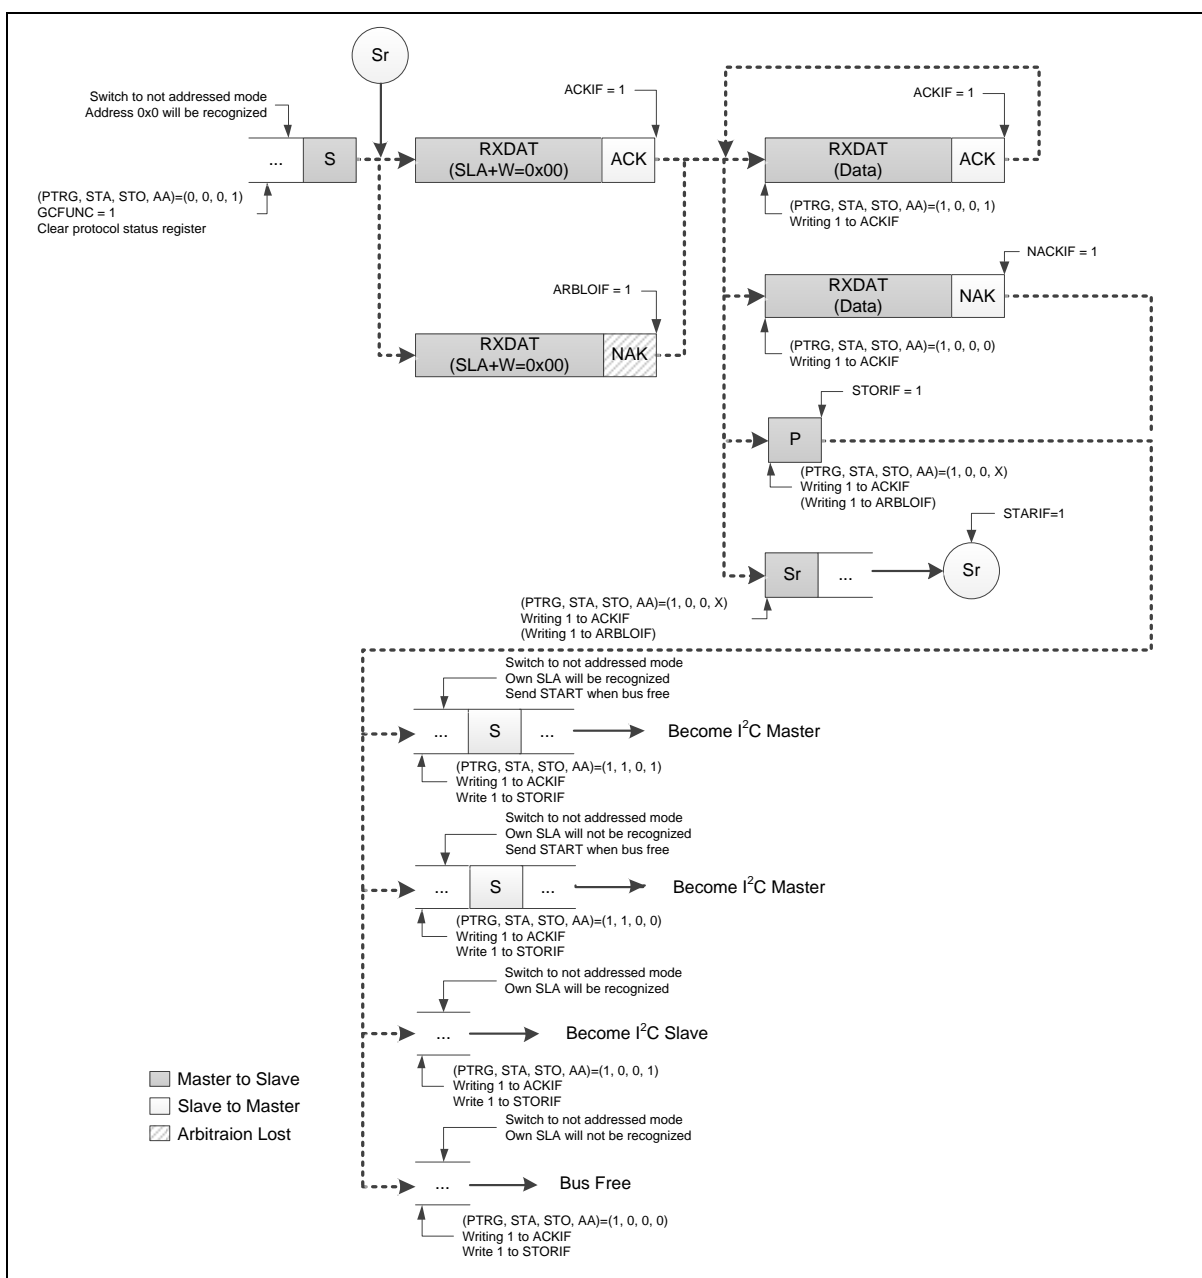 Sr
Switch to not addressed mode
Address 0x0 will be recognized
ACKIF = 1
ACKIF = 1
...
S
RXDAT
(SLA+W=0x00)
ACK
RXDAT
(Data)
ACK
(PTRG, STA, STO, AA)=(0, 0, 0, 1)
GCFUNC = 1
Clear protocol status register
(PTRG, STA, STO, AA)=(1, 0, 0, 1)
Writing 1 to ACKIF
NACKIF = 1
ARBLOIF = 1
RXDAT
(Data)
NAK
RXDAT
(SLA+W=0x00)
NAK
(PTRG, STA, STO, AA)=(1, 0, 0, 0)
Writing 1 to ACKIF
STORIF = 1
P
(PTRG, STA, STO, AA)=(1, 0, 0, X)
Writing 1 to ACKIF
(Writing 1 to ARBLOIF)
STARIF=1
Sr
...
Sr
(PTRG, STA, STO, AA)=(1, 0, 0, X)
Writing 1 to ACKIF
(Writing 1 to ARBLOIF)
Switch to not addressed mode
Own SLA will be recognized
Send START when bus free
...
S
...
Become I²C Master
(PTRG, STA, STO, AA)=(1, 1, 0, 1)
Writing 1 to ACKIF
Write 1 to STORIF
Switch to not addressed mode
Own SLA will not be recognized
Send START when bus free
...
S
...
Become I²C Master
(PTRG, STA, STO, AA)=(1, 1, 0, 0)
Writing 1 to ACKIF
Write 1 to STORIF
Switch to not addressed mode
Own SLA will be recognized
...
Become I²C Slave
(PTRG, STA, STO, AA)=(1, 0, 0, 1)
Writing 1 to ACKIF
Write 1 to STORIF
Master to Slave
Slave to Master
Arbitraion Lost
Switch to not addressed mode
Own SLA will not be recognized
...
Bus Free
(PTRG, STA, STO, AA)=(1, 0, 0, 0)
Writing 1 to ACKIF
Write 1 to STORIF